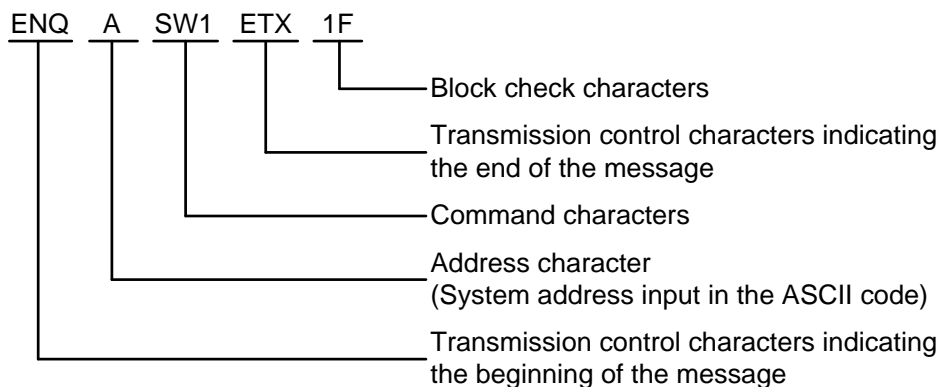 ENQ A SW1 ETX 1F
Block check characters
Transmission control characters indicating
the end of the message
Command characters
Address character
(System address input in the ASCII code)
Transmission control characters indicating
the beginning of the message